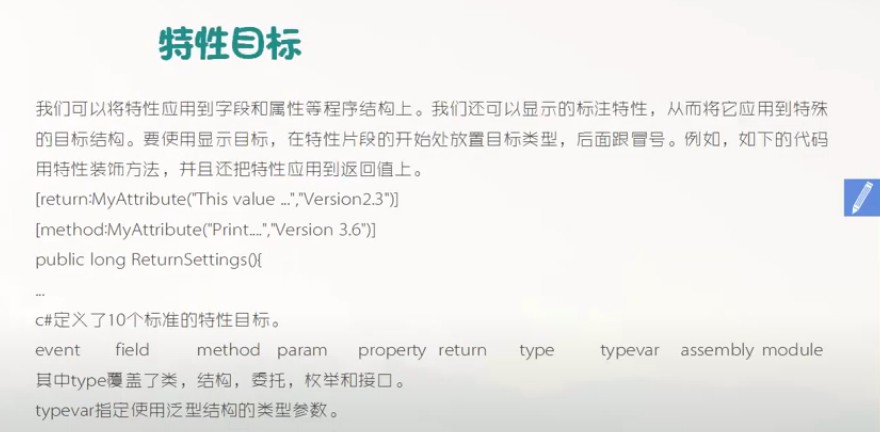 特性目标
我们可以将特性应用到字段和属性等程序结构上。我们还可以显示的标注特性，从而将它应用到特殊
的目标结构。要使用显示目标，在特性片段的开始处放置目标类型，后面跟冒号。例如，如下的代码
用特性装饰方法，并且还把特性应用到返回值上。
[return:MyAttribute("This value ...","Version2.3")]
[method:MyAttribute("Print....","Version 3.6")]
public long ReturnSettings(){
...
c#定义了10个标准的特性目标。
event field method param property return type typevar assembly module
其中type覆盖了类，结构，委托，枚举和接口。
typevar指定使用泛型结构的类型参数。